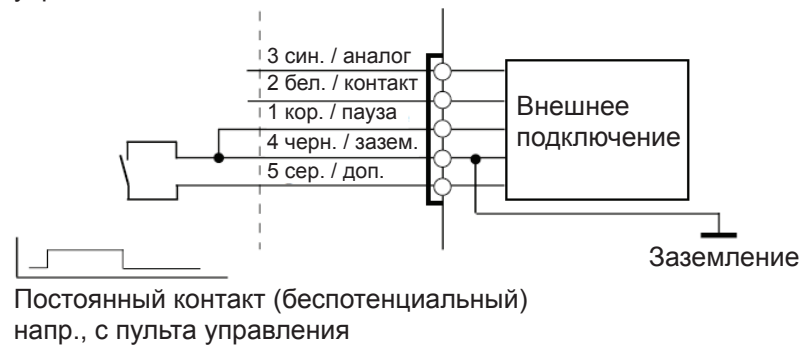 3 син. / аналог
2 бел. / контакт
1 кор. / пауза
4 черн. / зазем.
5 сер. / доп.
Внешнее
подключение
Заземление
Постоянный контакт (беспотенциальный)
напр., с пульта управления